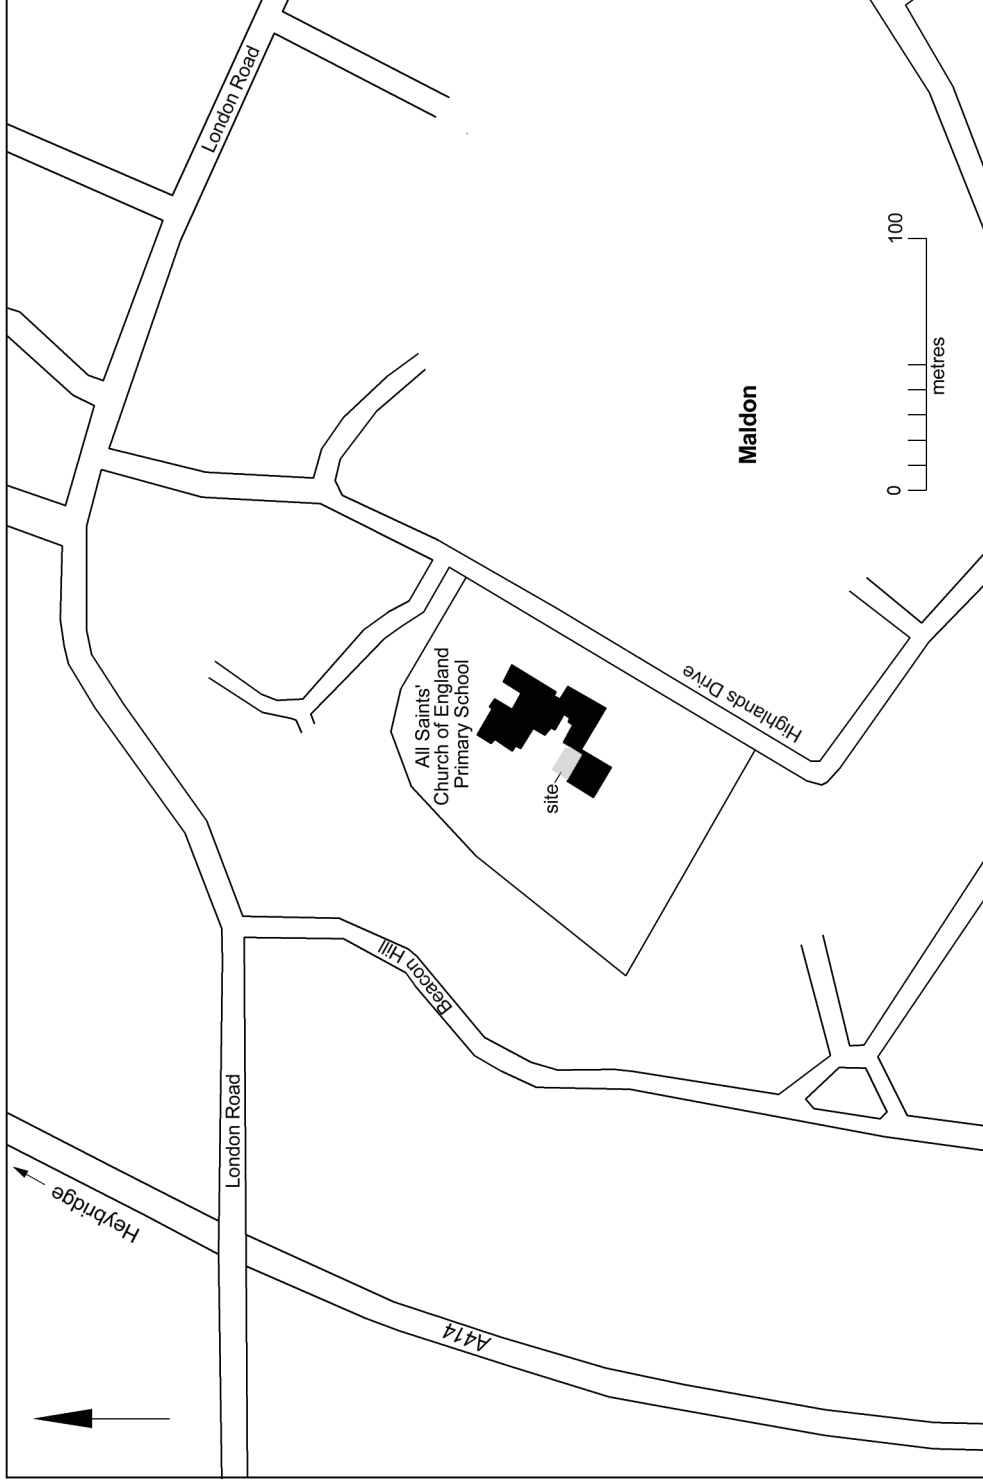 London Road
All Saints'
Church of England
Primary School
site
Highlands Drive
Maldon
0
100
metres
Beacon Hill
London Road
Heybridge
A414